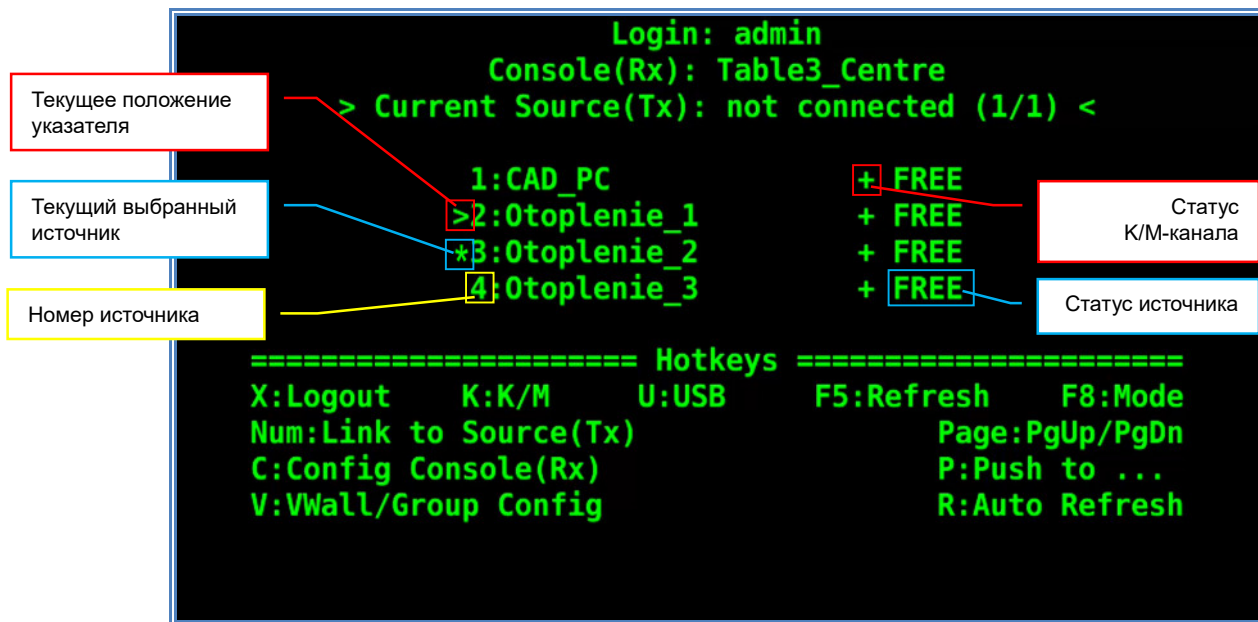 Login: admin
Console(Rx): Table3_Centre
> Current Source(Tx): not connected (1/1) <
Текущее положение
указателя
1:CAD_PC + FREE
>2:Otoplenie_1 + FREE
*3:Otoplenie_2 + FREE
4:Otoplenie_3 + FREE
Текущий выбранный
источник
Номер источника
Статус
K/M-канала
Статус источника
====================== Hotkeys ======================
X:Logout K:K/M U:USB F5:Refresh F8:Mode
Num:Link to Source(Tx) Page:PgUp/PgDn
C:Config Console(Rx) P:Push to ...
V:VWall/Group Config R:Auto Refresh